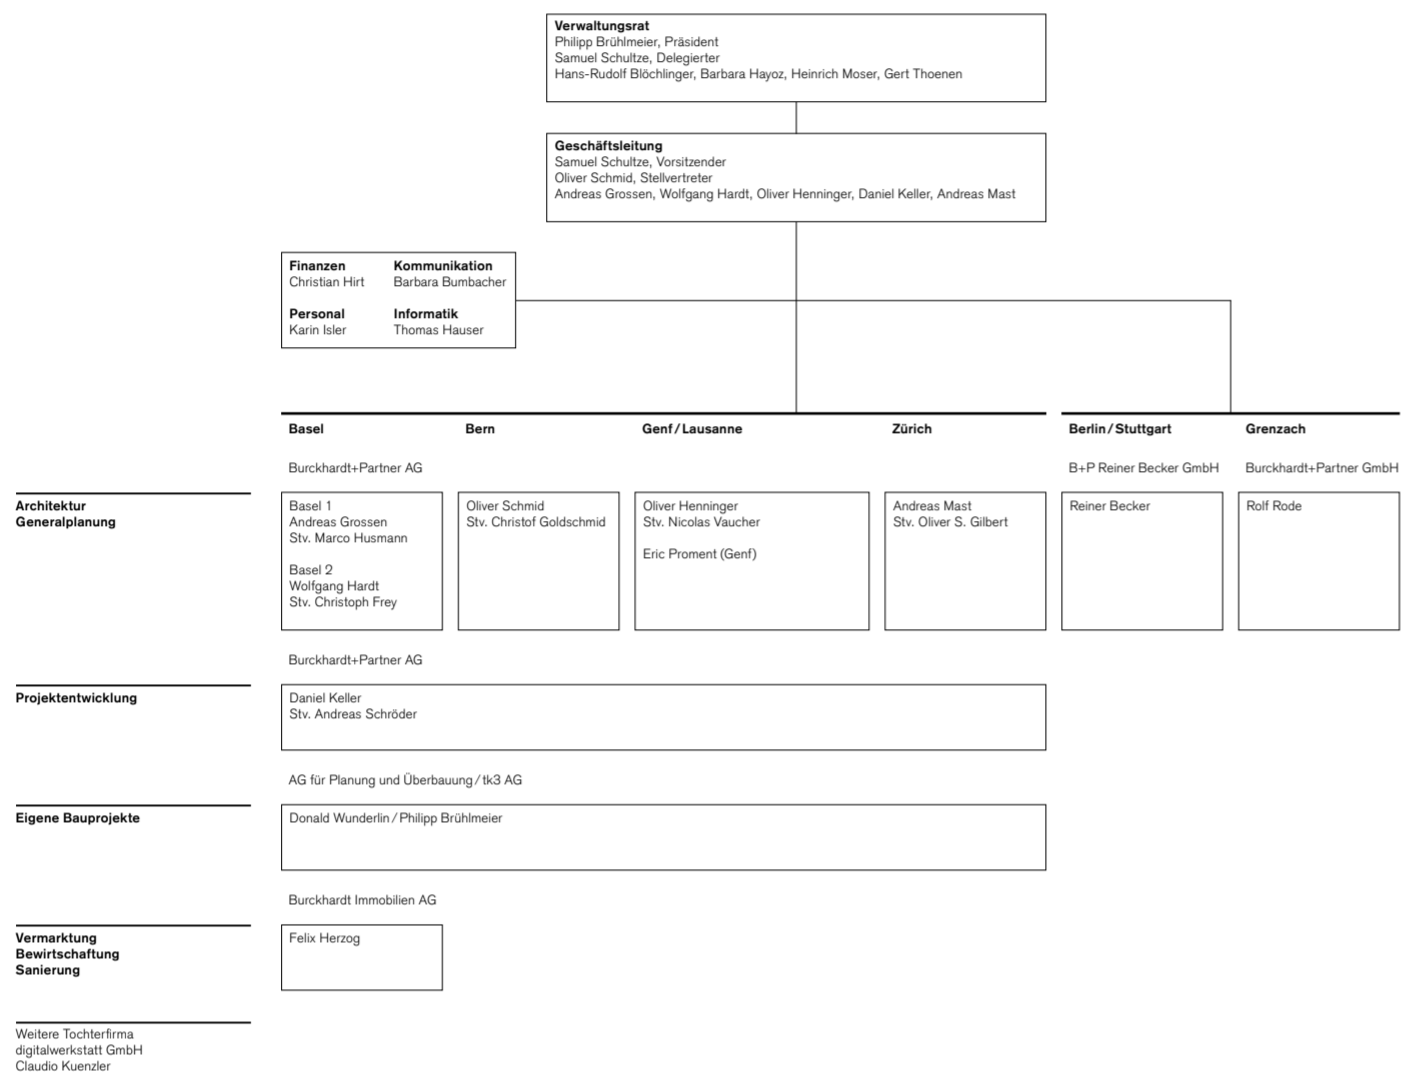 Verwaltungsrat
Philipp Brühlmeier, Präsident
Samuel Schultze, Delegierter
Hans-Rudolf Blöchlinger, Barbara Hayoz, Heinrich Moser, Gert Thoenen
Geschäftsleitung
Samuel Schultze, Vorsitzender
Oliver Schmid, Stellvertreter
Andreas Grossen, Wolfgang Hardt, Oliver Henninger, Daniel Keller, Andreas Mast
Finanzen
Christian Hirt
Kommunikation
Barbara Bumbacher
Personal
Karin Isler
Informatik
Thomas Hauser
Basel
Bern
Genf/Lausanne
Zürich
Berlin/Stuttgart
Grenzach
Burckhardt+Partner AG
B+P Reiner Becker GmbH
Burckhardt+Partner GmbH
Architektur
Generalplanung
Basel 1
Andreas Grossen
Stv. Marco Husmann
Basel 2
Wolfgang Hardt
Stv. Christoph Frey
Oliver Schmid
Stv. Christof Goldschmid
Oliver Henninger
Stv. Nicolas Vaucher
Eric Proment (Genf)
Andreas Mast
Stv. Oliver S. Gilbert
Reiner Becker
Rolf Rode
Burckhardt+Partner AG
Projektentwicklung
Daniel Keller
Stv. Andreas Schröder
AG für Planung und Überbauung/tk3 AG
Eigene Bauprojekte
Donald Wunderlin/Philipp Brühlmeier
Burckhardt Immobilien AG
Vermarktung
Bewirtschaftung
Sanierung
Felix Herzog
Weitere Tochterfirma
digitalwerkstatt GmbH
Claudio Kuenzler